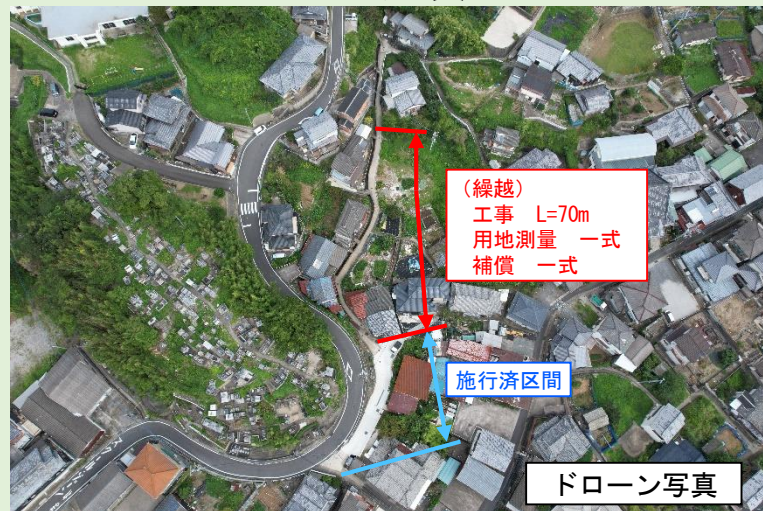 (繰越)
工事 L=70m
用地測量 一式
補償 一式
施行済区間
ドローン写真